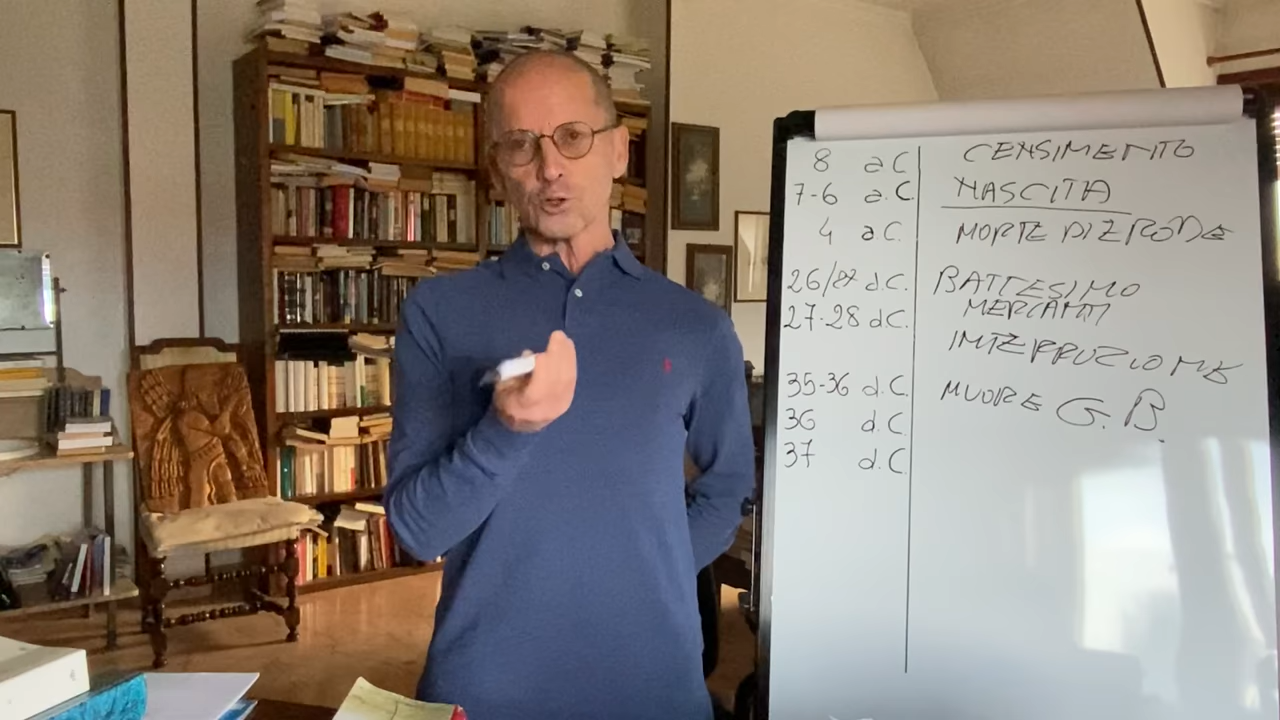 8 a C CENSIMENTO
7-6 a.C. NASCITA
4 a.C. MORTE DI ERODE
26/27 d.C. BATTESIMO
27-28 d.C. MERCANTI
INTERRUZIONE
35-36 d.C. MUORE G.B.
36 d.C.
37 d.C.